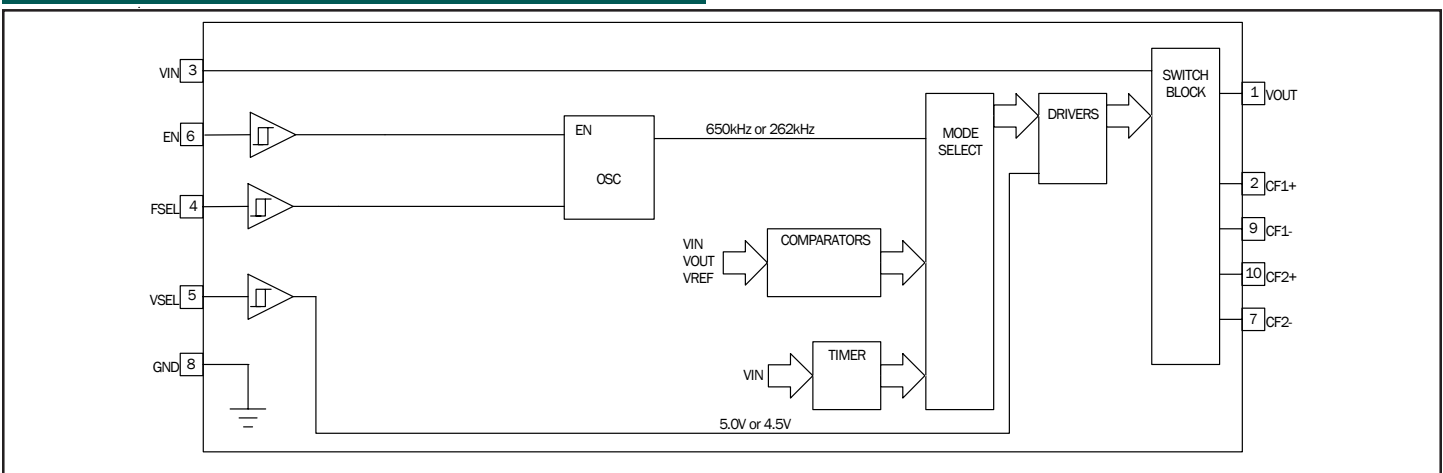 VIN 3
EN 6
FSEL 4
VSEL 5
GND 8
EN
OSC
650kHz or 262kHz
VIN
VOUT
VREF
COMPARATORS
VIN
TIMER
5.0V or 4.5V
MODE
SELECT
DRIVERS
SWITCH
BLOCK
1 VOUT
2 CF1+
9 CF1-
10 CF2+
7 CF2-